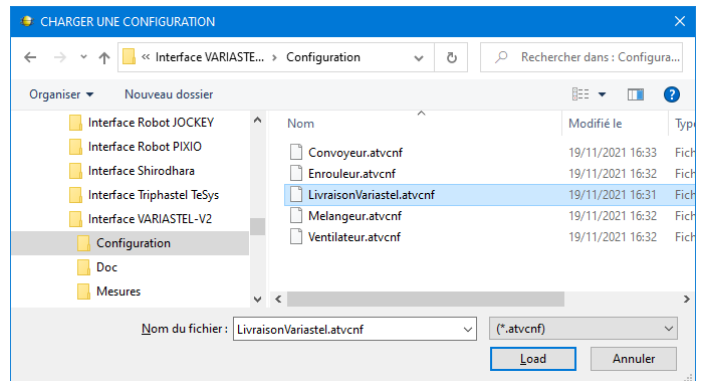 CHARGER UNE CONFIGURATION
« Interface VARIASTE... › Configuration
Rechercher dans : Configura...
Organiser Nouveau dossier
Interface Robot JOCKEY
Interface Robot PIXIO
Interface Shirodhara
Interface Triphastel TeSys
Interface VARIASTEL-V2
Configuration
Doc
Mesures
Nom Modifié le Type
Convoyeur.atvcnf 19/11/2021 16:33 Fich
Enrouleur.atvcnf 19/11/2021 16:32 Fich
LivraisonVariastel.atvcnf 19/11/2021 16:31 Fich
Melangeur.atvcnf 19/11/2021 16:32 Fich
Ventilateur.atvcnf 19/11/2021 16:32 Fich
Nom du fichier : LivraisonVariastel.atvcnf (*.atvcnf)
Load Annuler